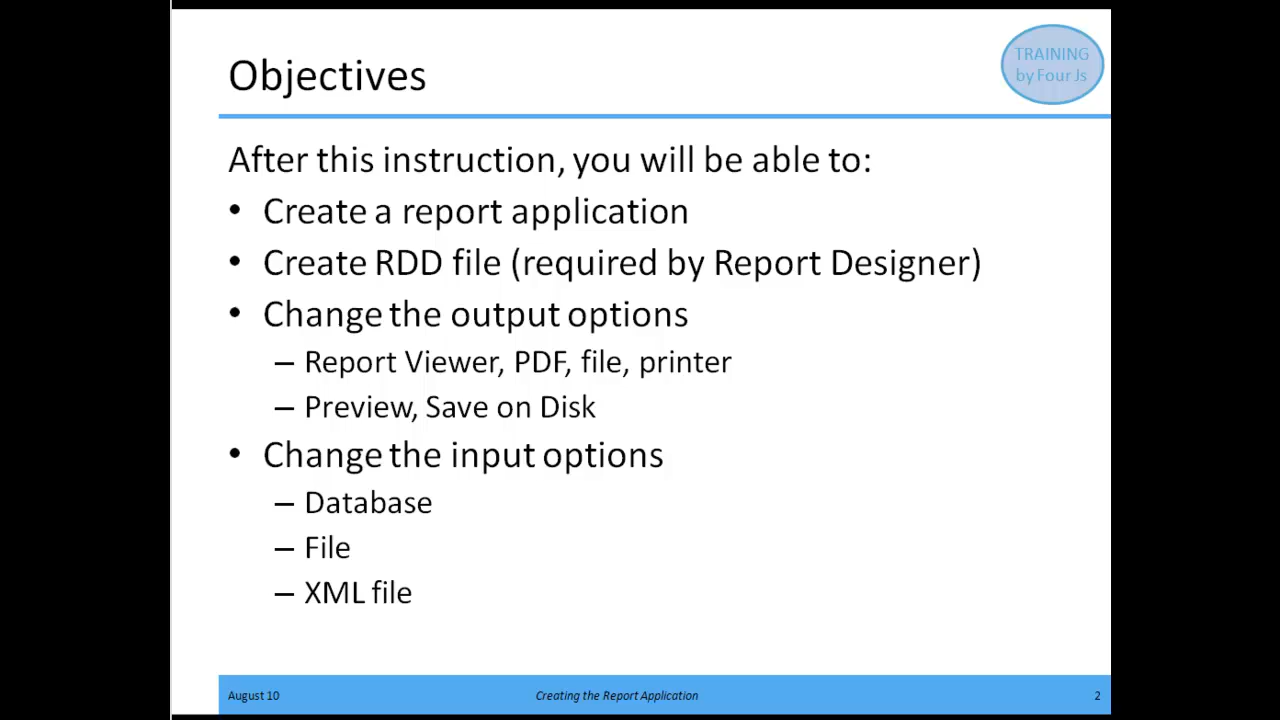 Objectives
TRAINING
by Four Js
After this instruction, you will be able to:
• Create a report application
• Create RDD file (required by Report Designer)
• Change the output options
– Report Viewer, PDF, file, printer
– Preview, Save on Disk
• Change the input options
– Database
– File
– XML file
August 10
Creating the Report Application
2